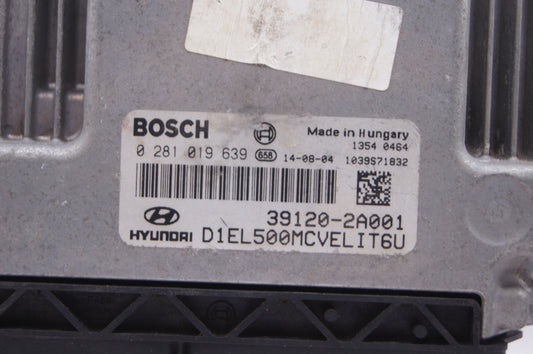 BOSCH
Made in Hungary
1354 0464
0 281 019 639 658 14-08-04 1039S71832
39120-2A001
HYUNDAI D1EL500MCVELIT6U